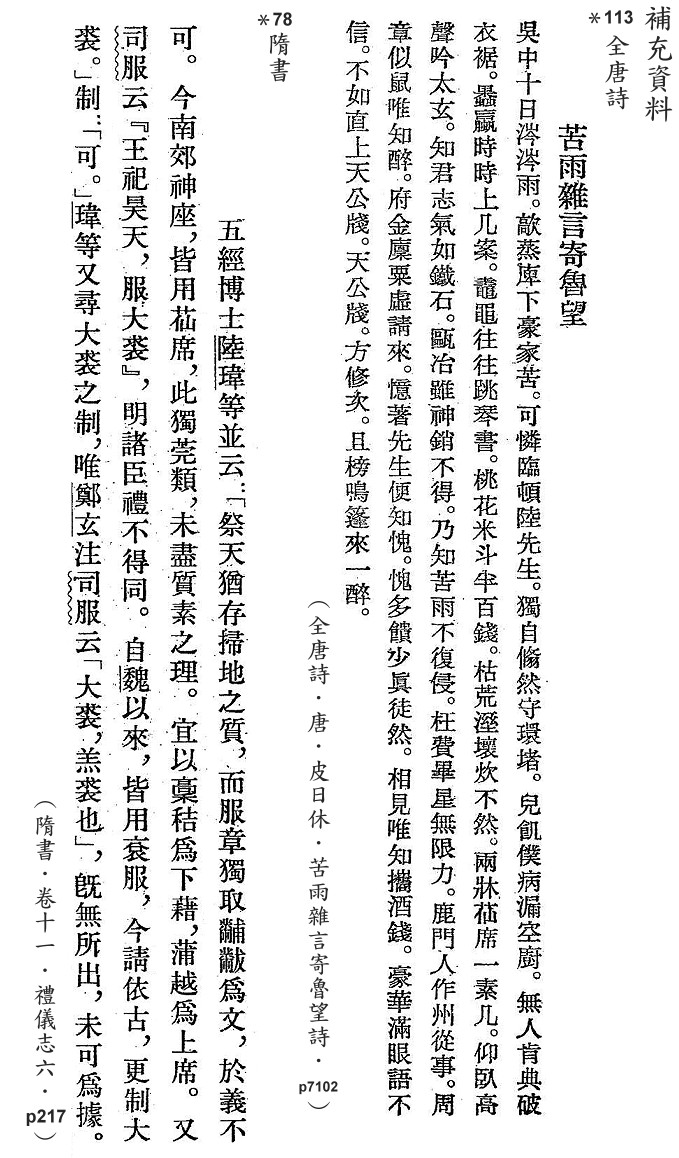 補充資料
*113 全唐詩
苦雨雜言寄魯望
吳中十日涔涔雨。歊蒸庳下豪家苦。可憐臨頓陸先生。獨自翛然守環堵。兒飢僕病漏空廚。無人肯典破
衣裾。䘀蠃時時上几案。鼃黽往往跳琴書。桃花米斗半百錢。枯荒溼壞炊不然。兩牀苮席一素几。仰臥高
聲吟太玄。知君志氣如鐵石。甌冶雖神銷不得。乃知苦雨不復侵。枉費畢星無限力。鹿門人作州從事。周
章似鼠唯知醉。府金廩粟虛請來。憶著先生便知愧。愧多饋少眞徒然。相見唯知攜酒錢。豪華滿眼語不
信。不如直上天公牋。天公牋。方修次。且榜鳴篷來一醉。
(全唐詩．唐．皮日休．苦雨雜言寄魯望詩．p7102)
*78 隋書
五經博士陸瑋等並云：「祭天猶存掃地之質，而服章獨取黼黻爲文，於義不
可。今南郊神座，皆用苮席，此獨莞類，未盡質素之理。宜以稾秸爲下藉，蒲越爲上席。又
司服云『王祀昊天，服大裘』，明諸臣禮不得同。自魏以來，皆用袞服，今請依古，更制大
裘。」制：「可。」瑋等又尋大裘之制，唯鄭玄注司服云「大裘，羔裘也」，旣無所出，未可爲據。
(隋書．卷十一．禮儀志六．p217)